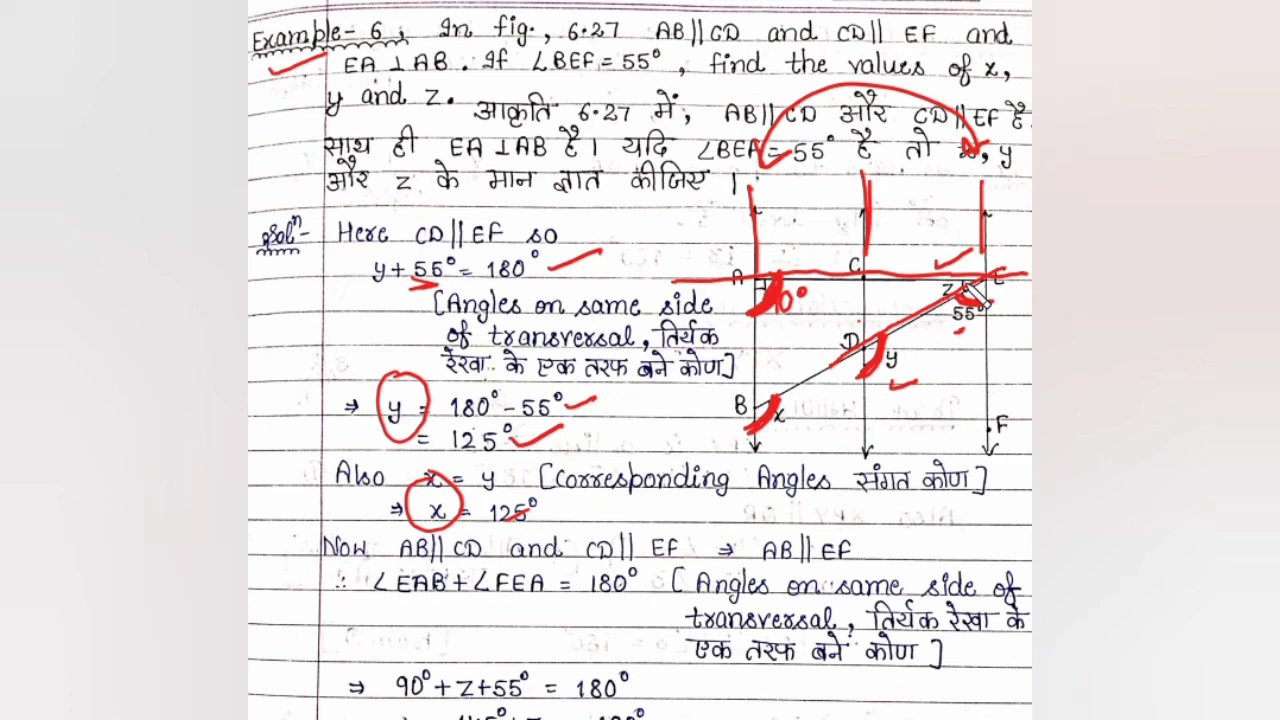 Example-6, In fig., 6.27 AB||CD and CD|| EF and
EA⊥AB. If ∠BEF=55°, find the values of x,
y and z. आकृति 6.27 में, AB||CD और CD||EF है
साथ ही EA⊥AB है। यदि ∠BEA=55° है तो x, y
और z के मान ज्ञात कीजिए।
Solⁿ- Here CD||EF so
y+55°=180°
[Angles on same side
of transversal, तिर्यक
रेखा के एक तरफ बने कोण]
⇒ y = 180°-55°
= 125°
A C E
90° z 55°
D y
B x F
Also x = y [Corresponding Angles संगत कोण]
⇒ x = 125°
Now AB||CD and CD|| EF ⇒ AB||EF
∴ ∠EAB+∠FEA = 180° [Angles on same side of
transversal, तिर्यक रेखा के
एक तरफ बने कोण]
⇒ 90°+z+55° = 180°